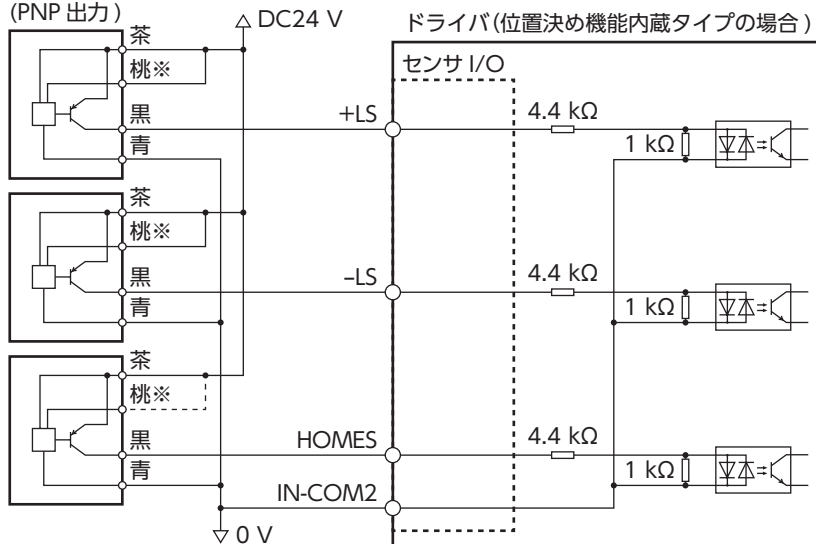 (PNP 出力)
DC24 V
ドライバ(位置決め機能内蔵タイプの場合)
茶
桃※
黒
青
センサ I/O
+LS
4.4 kΩ
1 kΩ
茶
桃※
黒
青
–LS
4.4 kΩ
1 kΩ
茶
桃※
黒
青
HOMES
4.4 kΩ
1 kΩ
IN-COM2
0 V